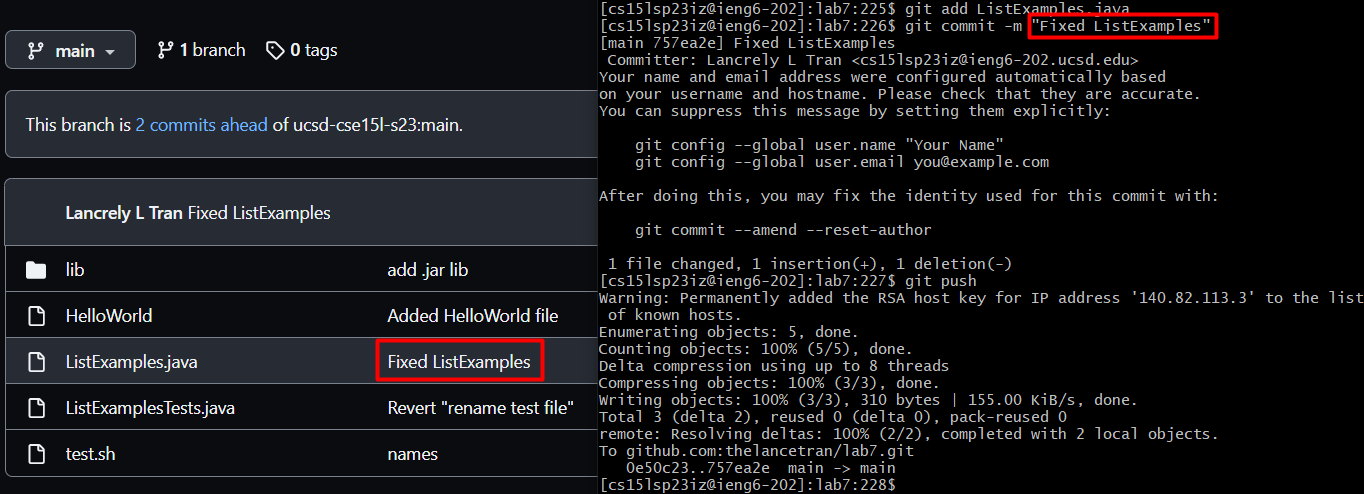 main
1 branch
0 tags
This branch is 2 commits ahead of ucsd-cse15l-s23:main.
Lancrely L Tran Fixed ListExamples
lib add .jar lib
HelloWorld Added HelloWorld file
ListExamples.java Fixed ListExamples
ListExamplesTests.java Revert "rename test file"
test.sh names
[cs15lsp23iz@ieng6-202]:lab7:225$ git add ListExamples.java
[cs15lsp23iz@ieng6-202]:lab7:226$ git commit -m "Fixed ListExamples"
[main 757ea2e] Fixed ListExamples
Committer: Lancrely L Tran <cs15lsp23iz@ieng6-202.ucsd.edu>
Your name and email address were configured automatically based
on your username and hostname. Please check that they are accurate.
You can suppress this message by setting them explicitly:
git config --global user.name "Your Name"
git config --global user.email you@example.com
After doing this, you may fix the identity used for this commit with:
git commit --amend --reset-author
1 file changed, 1 insertion(+), 1 deletion(-)
[cs15lsp23iz@ieng6-202]:lab7:227$ git push
Warning: Permanently added the RSA host key for IP address '140.82.113.3' to the list
of known hosts.
Enumerating objects: 5, done.
Counting objects: 100% (5/5), done.
Delta compression using up to 8 threads
Compressing objects: 100% (3/3), done.
Writing objects: 100% (3/3), 310 bytes | 155.00 KiB/s, done.
Total 3 (delta 2), reused 0 (delta 0), pack-reused 0
remote: Resolving deltas: 100% (2/2), completed with 2 local objects.
To github.com:thelancetran/lab7.git
0e50c23..757ea2e main -> main
[cs15lsp23iz@ieng6-202]:lab7:228$